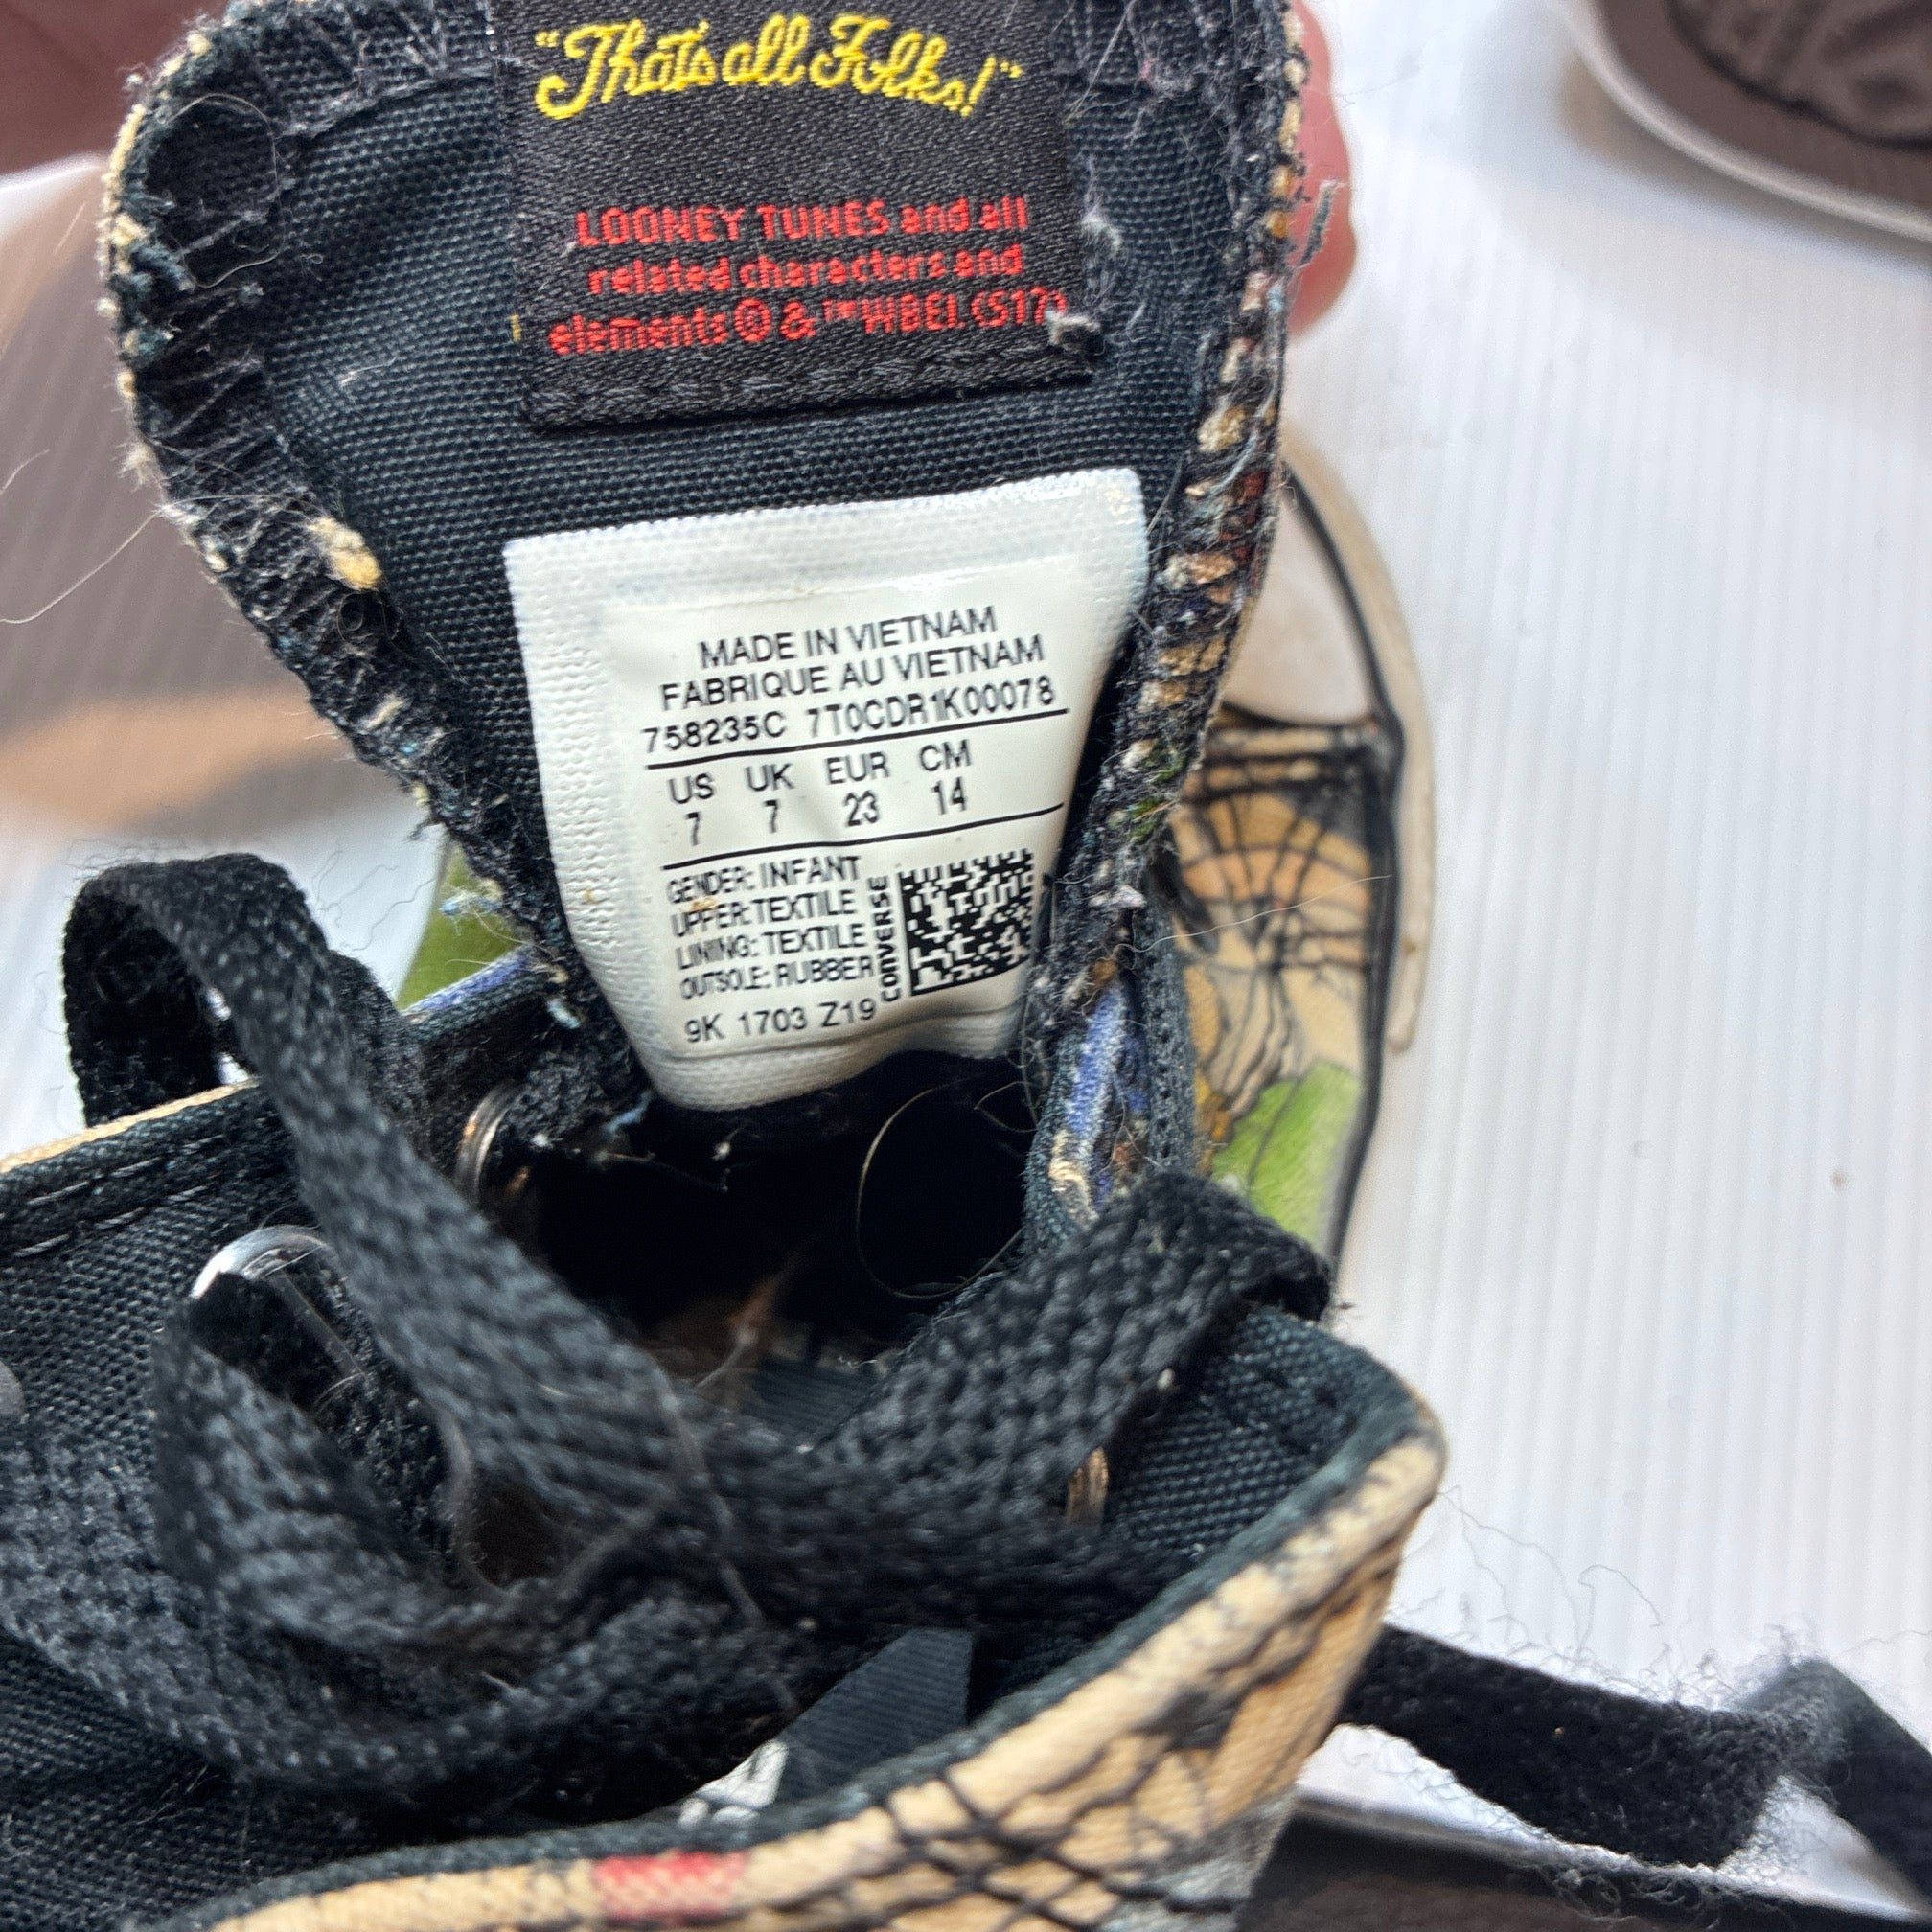 "That's all Folks!"
LOONEY TUNES and all
related characters and
elements © & ™ WBEI. (S17)
MADE IN VIETNAM
FABRIQUE AU VIETNAM
758235C 7T0CDR1K00078
US UK EUR CM
7 7 23 14
GENDER: INFANT
UPPER: TEXTILE
LINING: TEXTILE
OUTSOLE: RUBBER
CONVERSE
9K 1703 Z19